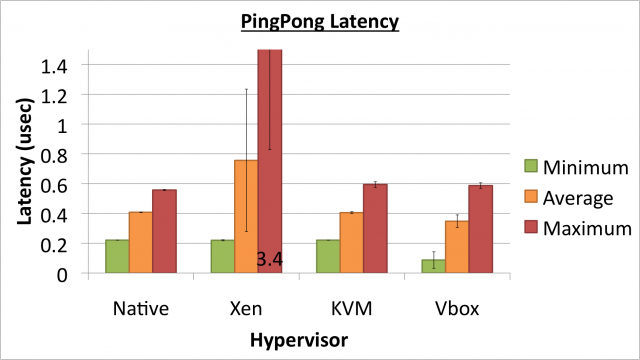 PingPong Latency
1.4
1.2
1
0.8
0.6
0.4
0.2
0
Latency (usec)
3.4
Native Xen KVM Vbox
Hypervisor
Minimum
Average
Maximum